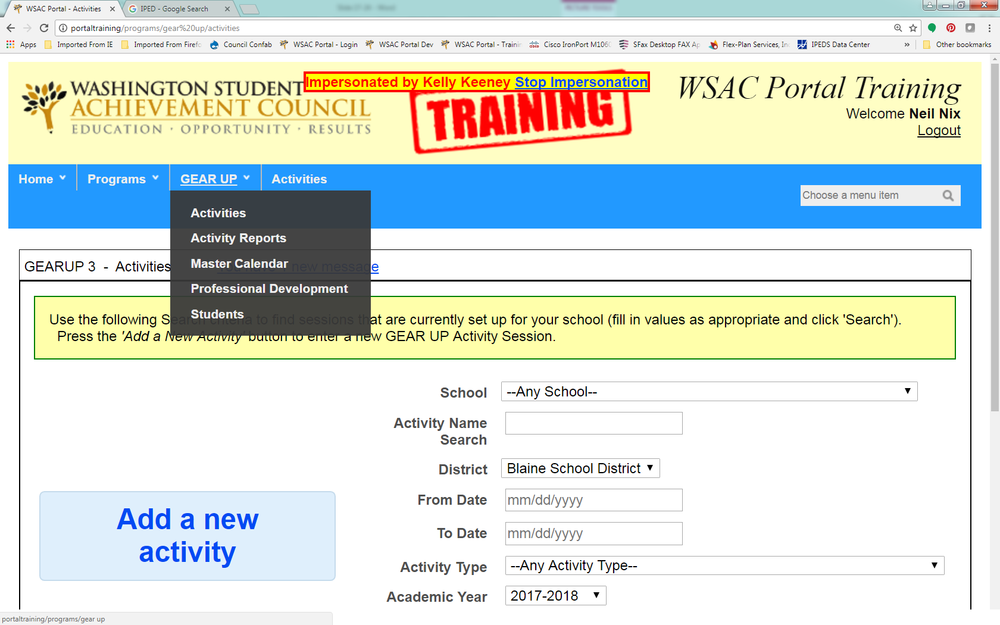 WSAC Portal - Activities
IPED - Google Search
portaltraining/programs/gear%20up/activities
Apps
Imported From IE
Imported From Firefo
Council Confab
WSAC Portal - Login
WSAC Portal Dev
WSAC Portal - Trainin
Cisco IronPort M1060
SFax Desktop FAX Ap
Flex-Plan Services, Inc
IPEDS Data Center
»
Other bookmarks
WASHINGTON STUDENT
ACHIEVEMENT COUNCIL
EDUCATION · OPPORTUNITY · RESULTS
Impersonated by Kelly Keeney Stop Impersonation
TRAINING
WSAC Portal Training
Welcome Neil Nix
Logout
Home
Programs
GEAR UP
Activities
Choose a menu item
Activities
Activity Reports
Master Calendar
Professional Development
Students
GEARUP 3 - Activities new message
Use the following Search criteria to find sessions that are currently set up for your school (fill in values as appropriate and click 'Search').
Press the 'Add a New Activity' button to enter a new GEAR UP Activity Session.
School --Any School--
Activity Name
Search
District Blaine School District
From Date mm/dd/yyyy
To Date mm/dd/yyyy
Activity Type --Any Activity Type--
Academic Year 2017-2018
Add a new
activity
portaltraining/programs/gear up